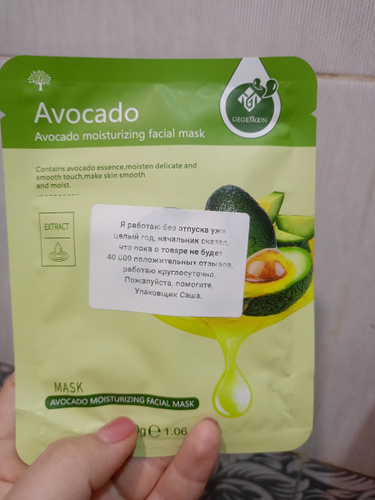 GEGEMOON
Avocado
Avocado moisturizing facial mask
Contains avocado essence,moisten delicate and
smooth touch,make skin smooth
and moist.
EXTRACT
Я работаю без отпуска уже
целый год, начальник сказал,
что пока о товаре не будет
40 000 положительных отзывов,
работаю круглосуточно.
Пожалуйста, помогите.
Упаковщик Саша.
MASK
AVOCADO MOISTURIZING FACIAL MASK
0g℮1.06